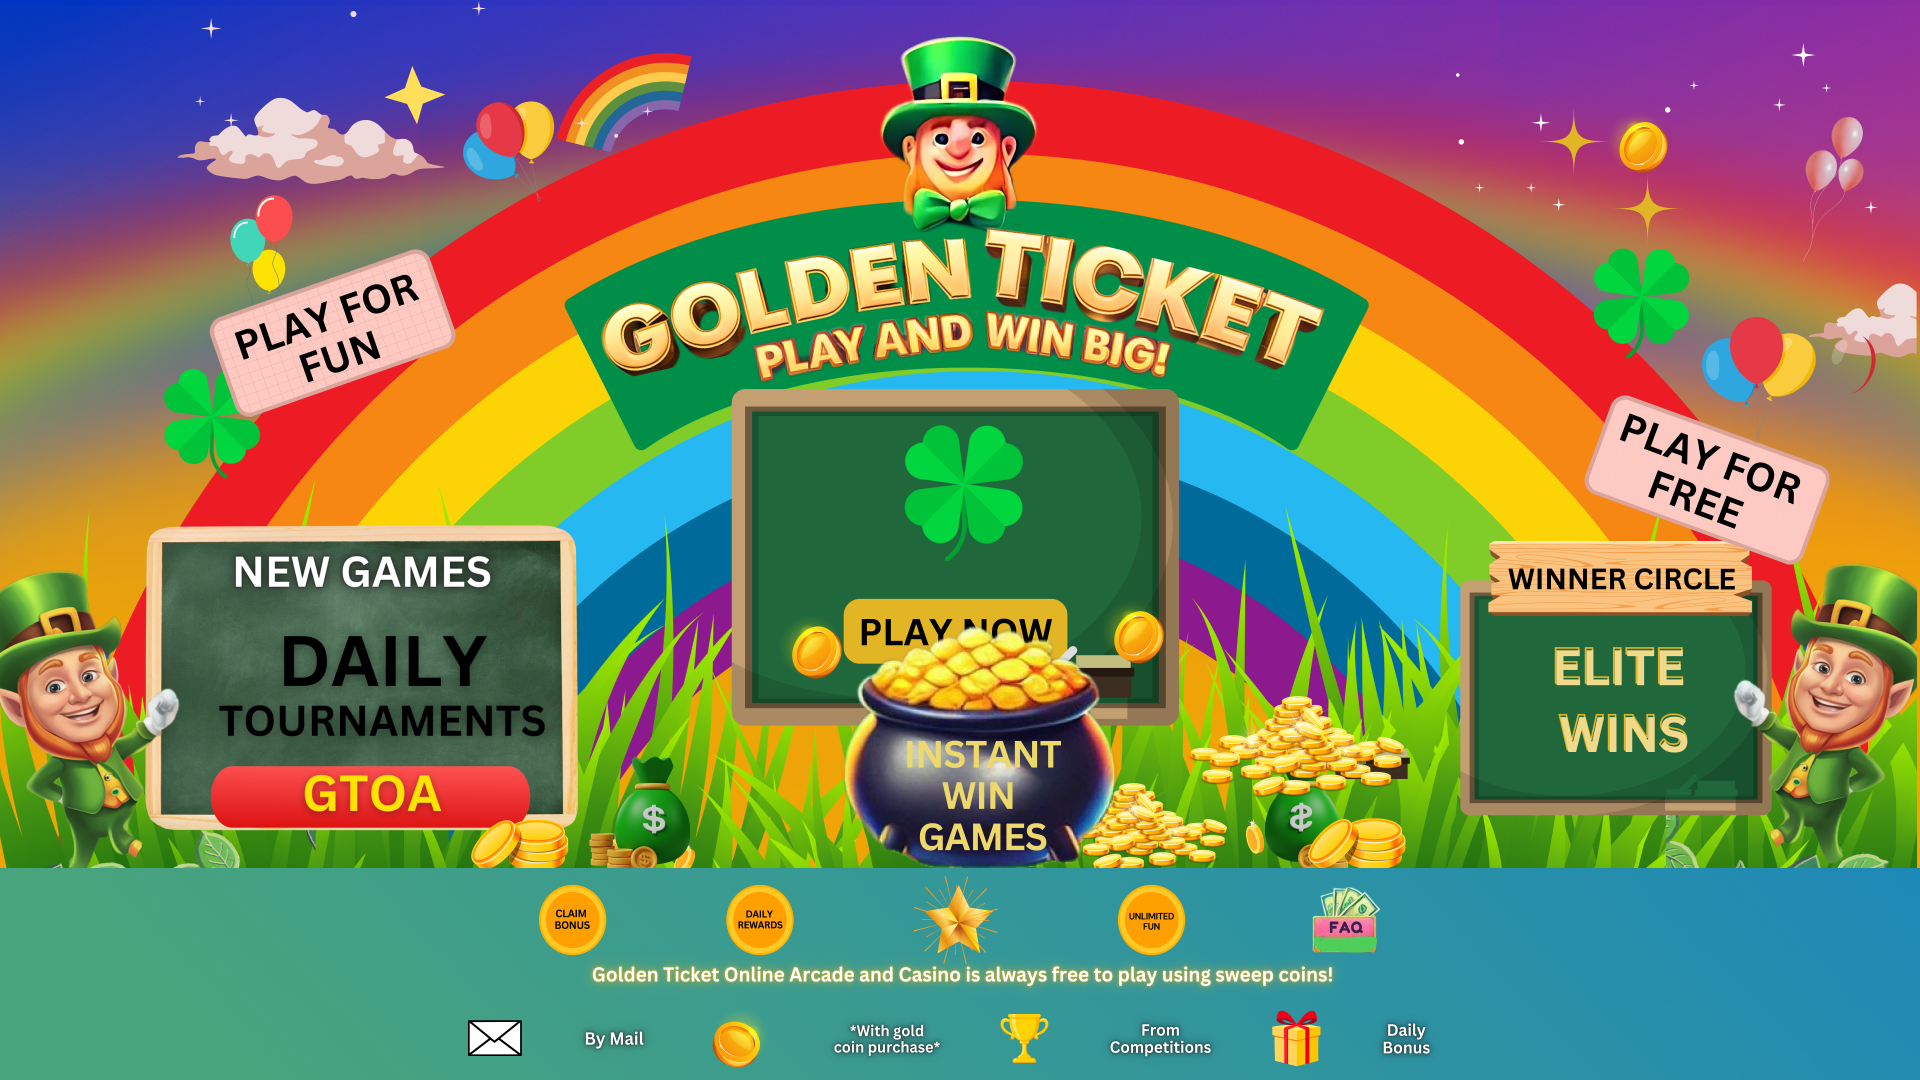 GOLDEN TICKET
PLAY AND WIN BIG!
PLAY FOR
FUN
PLAY FOR
FREE
NEW GAMES
DAILY
TOURNAMENTS
GTOA
PLAY NOW
INSTANT
WIN
GAMES
WINNER CIRCLE
ELITE
WINS
$
$
CLAIM
BONUS
DAILY
REWARDS
UNLIMITED
FUN
FAQ
Golden Ticket Online Arcade and Casino is always free to play using sweep coins!
By Mail
*With gold
coin purchase*
From
Competitions
Daily
Bonus